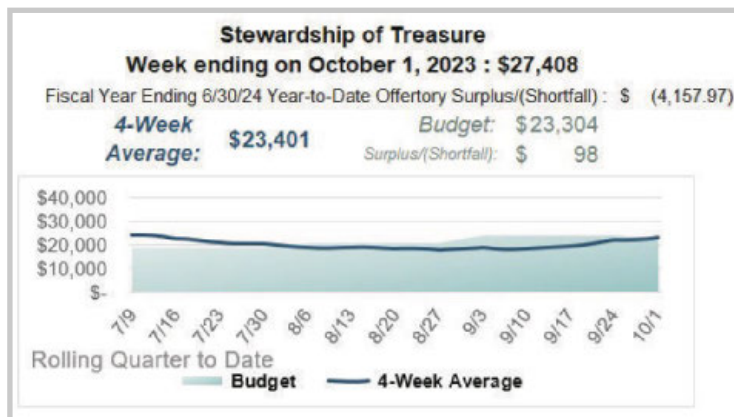 Stewardship of Treasure
Week ending on October 1, 2023 : $27,408
Fiscal Year Ending 6/30/24 Year-to-Date Offertory Surplus/(Shortfall) : $ (4,157.97)
4-Week Average: $23,401
Budget: $23,304
Surplus/(Shortfall): $ 98
$40,000
$30,000
$20,000
$10,000
$-
7/9 7/16 7/23 7/30 8/6 8/13 8/20 8/27 9/3 9/10 9/17 9/24 10/1
Rolling Quarter to Date
Budget 4-Week Average